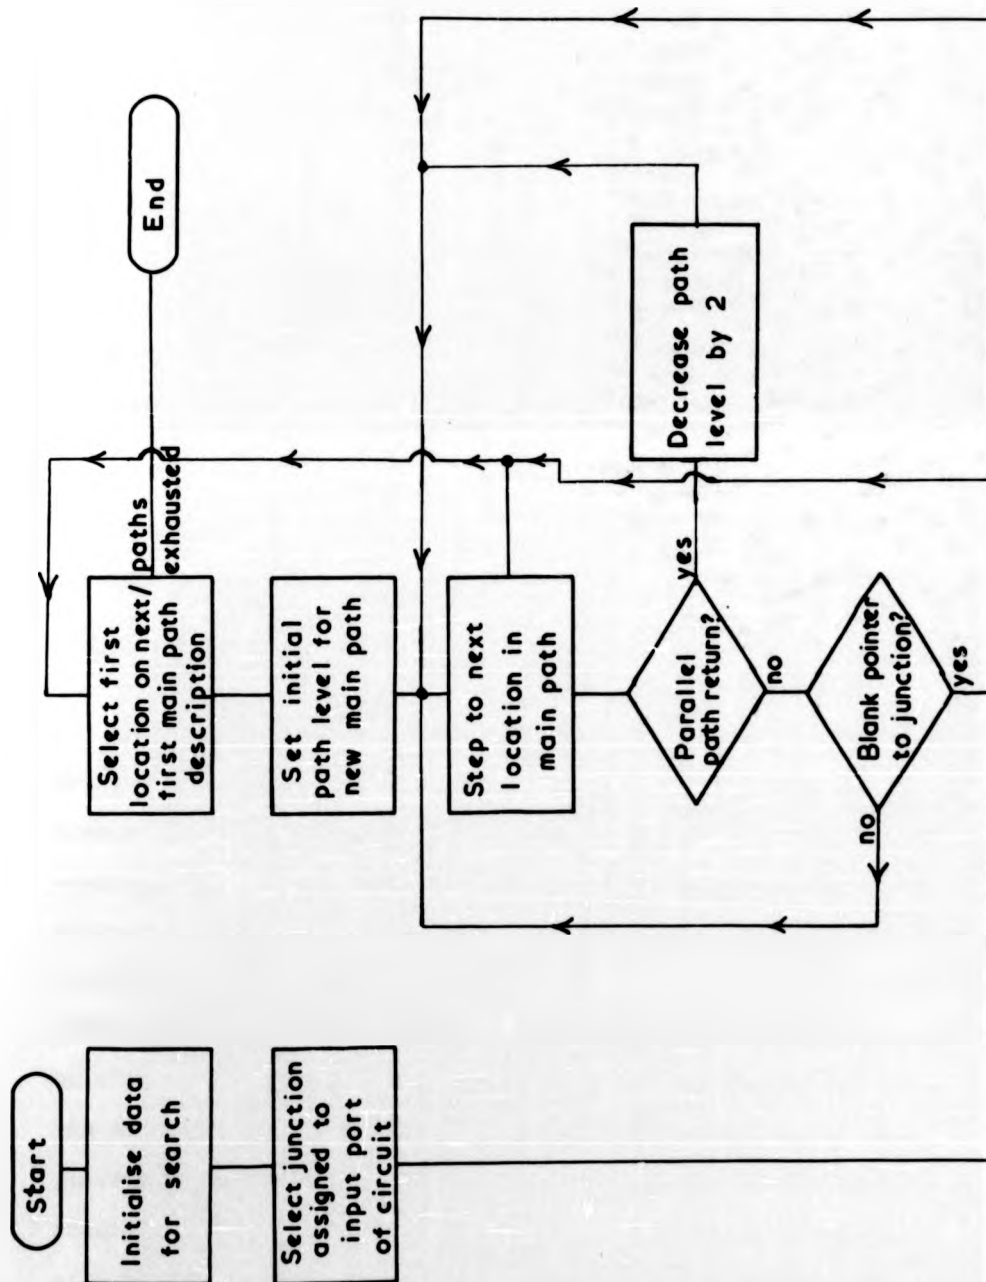 Start
Initialise data
for search
Select junction
assigned to
input port
of circuit
Select first
location on next/
first main path
description
paths
exhausted
End
Set initial
path level for
new main path
Step to next
location in
main path
Parallel
path return?
yes
no
Decrease path
level by 2
Blank pointer
to junction?
no
yes